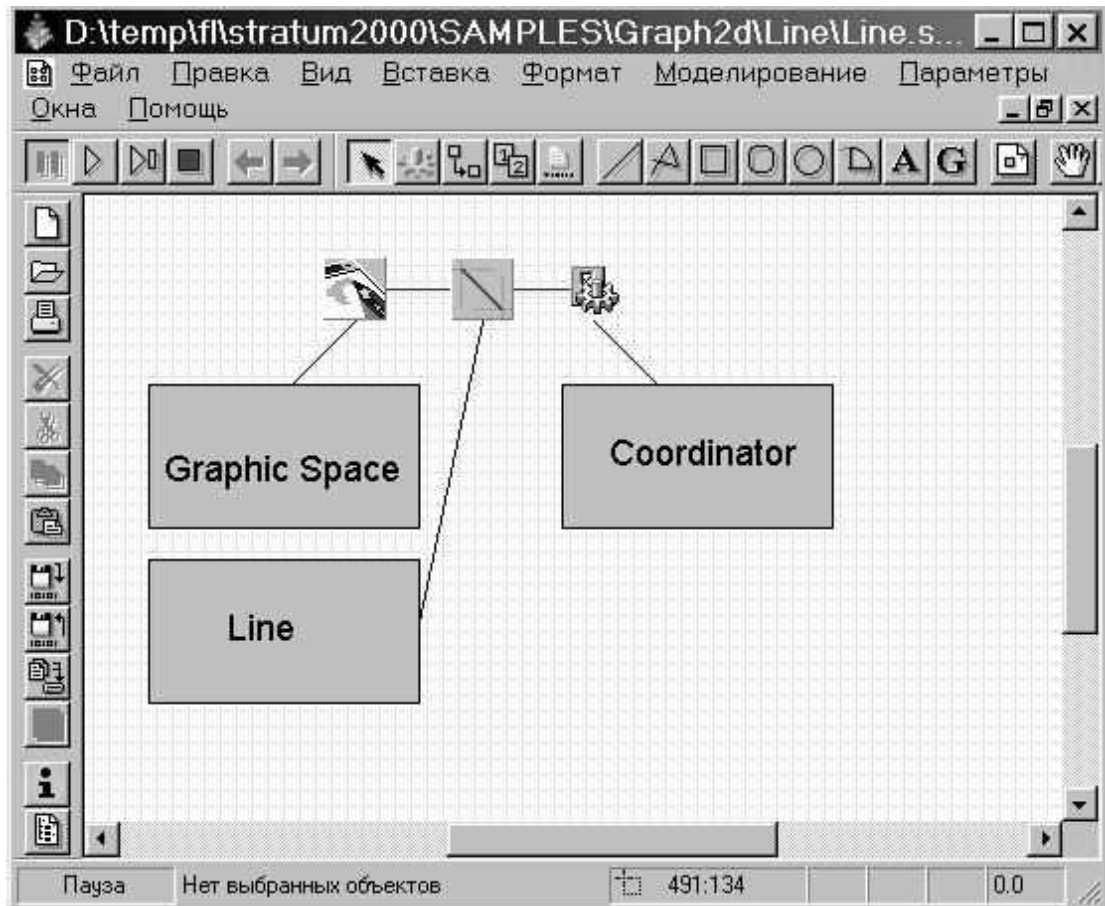 D:\temp\fl\stratum2000\SAMPLES\Graph2d\Line\Line.s...
Файл Правка Вид Вставка Формат Моделирование Параметры
Окна Помощь
A G
Graphic Space
Coordinator
Line
Пауза Нет выбранных объектов 491:134 0.0